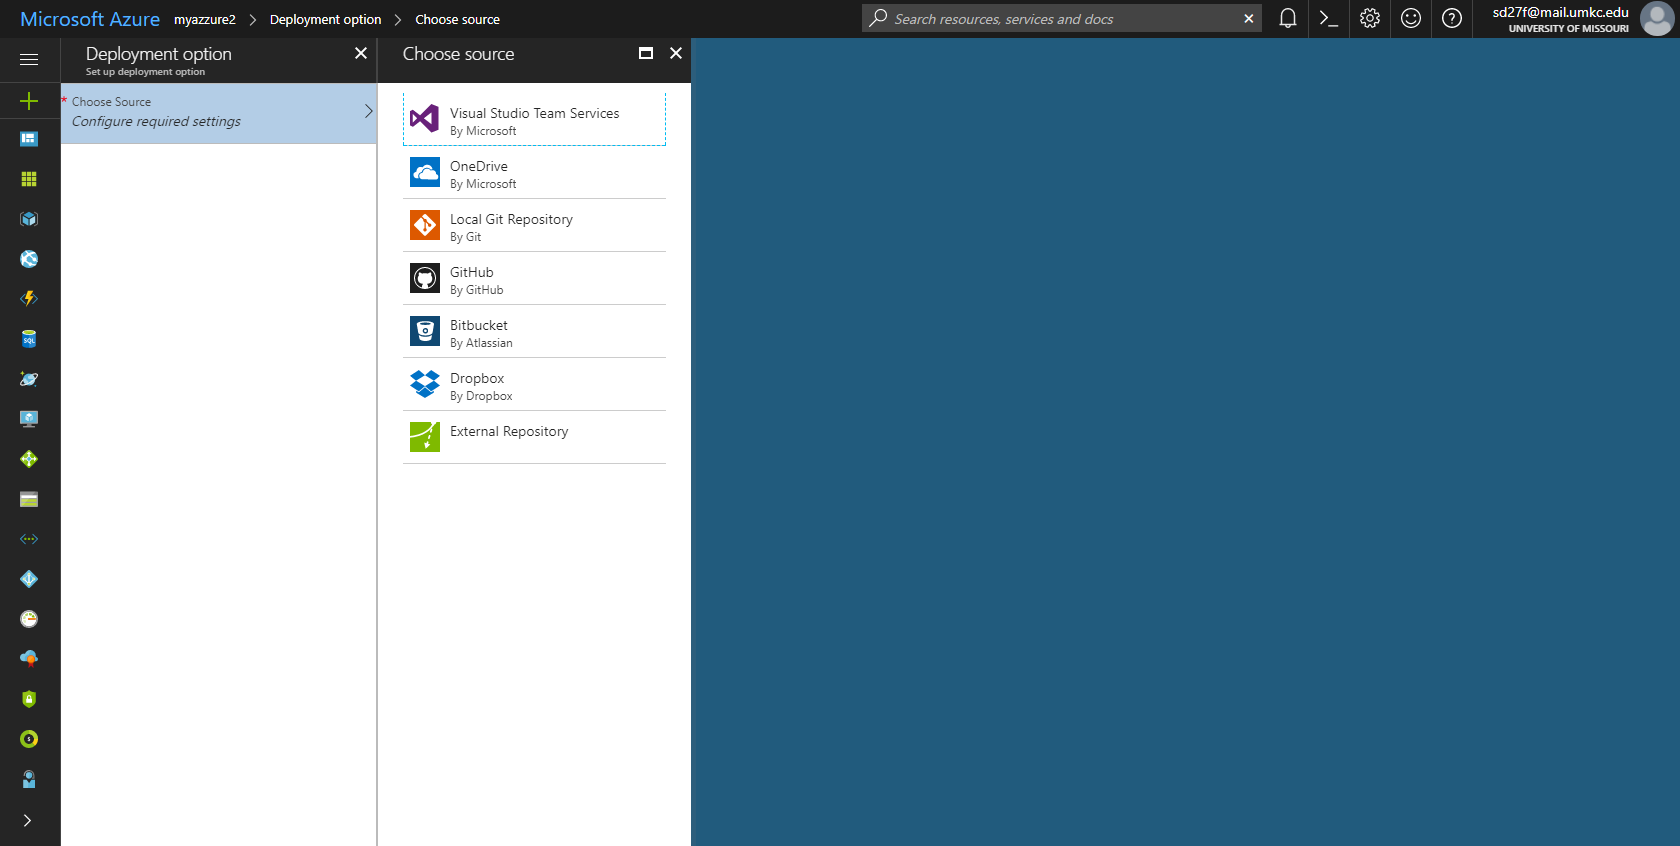 Microsoft Azure myazzure2 > Deployment option > Choose source
Search resources, services and docs
sd27f@mail.umkc.edu
UNIVERSITY OF MISSOURI
Deployment option
Set up deployment option
* Choose Source
Configure required settings
Choose source
Visual Studio Team Services
By Microsoft
OneDrive
By Microsoft
Local Git Repository
By Git
GitHub
By GitHub
Bitbucket
By Atlassian
Dropbox
By Dropbox
External Repository
SQL